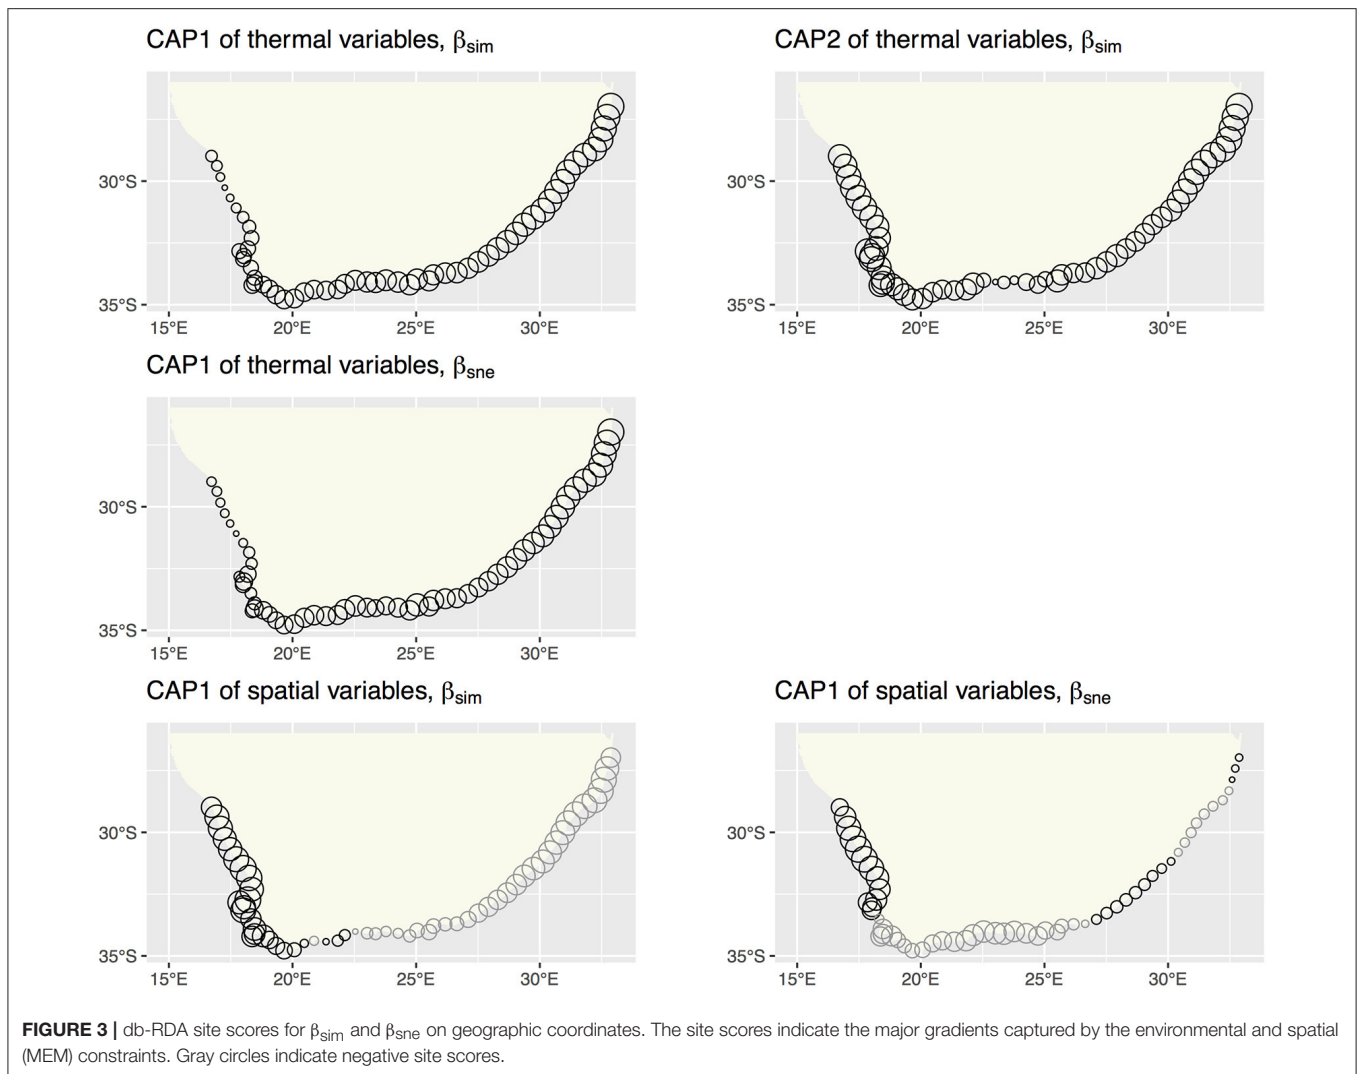 CAP1 of thermal variables, βsim
CAP2 of thermal variables, βsim
30°S
35°S
15°E 20°E 25°E 30°E
30°S
35°S
15°E 20°E 25°E 30°E
CAP1 of thermal variables, βsne
30°S
35°S
15°E 20°E 25°E 30°E
CAP1 of spatial variables, βsim
CAP1 of spatial variables, βsne
30°S
35°S
15°E 20°E 25°E 30°E
30°S
35°S
15°E 20°E 25°E 30°E
FIGURE 3 | db-RDA site scores for βsim and βsne on geographic coordinates. The site scores indicate the major gradients captured by the environmental and spatial
(MEM) constraints. Gray circles indicate negative site scores.